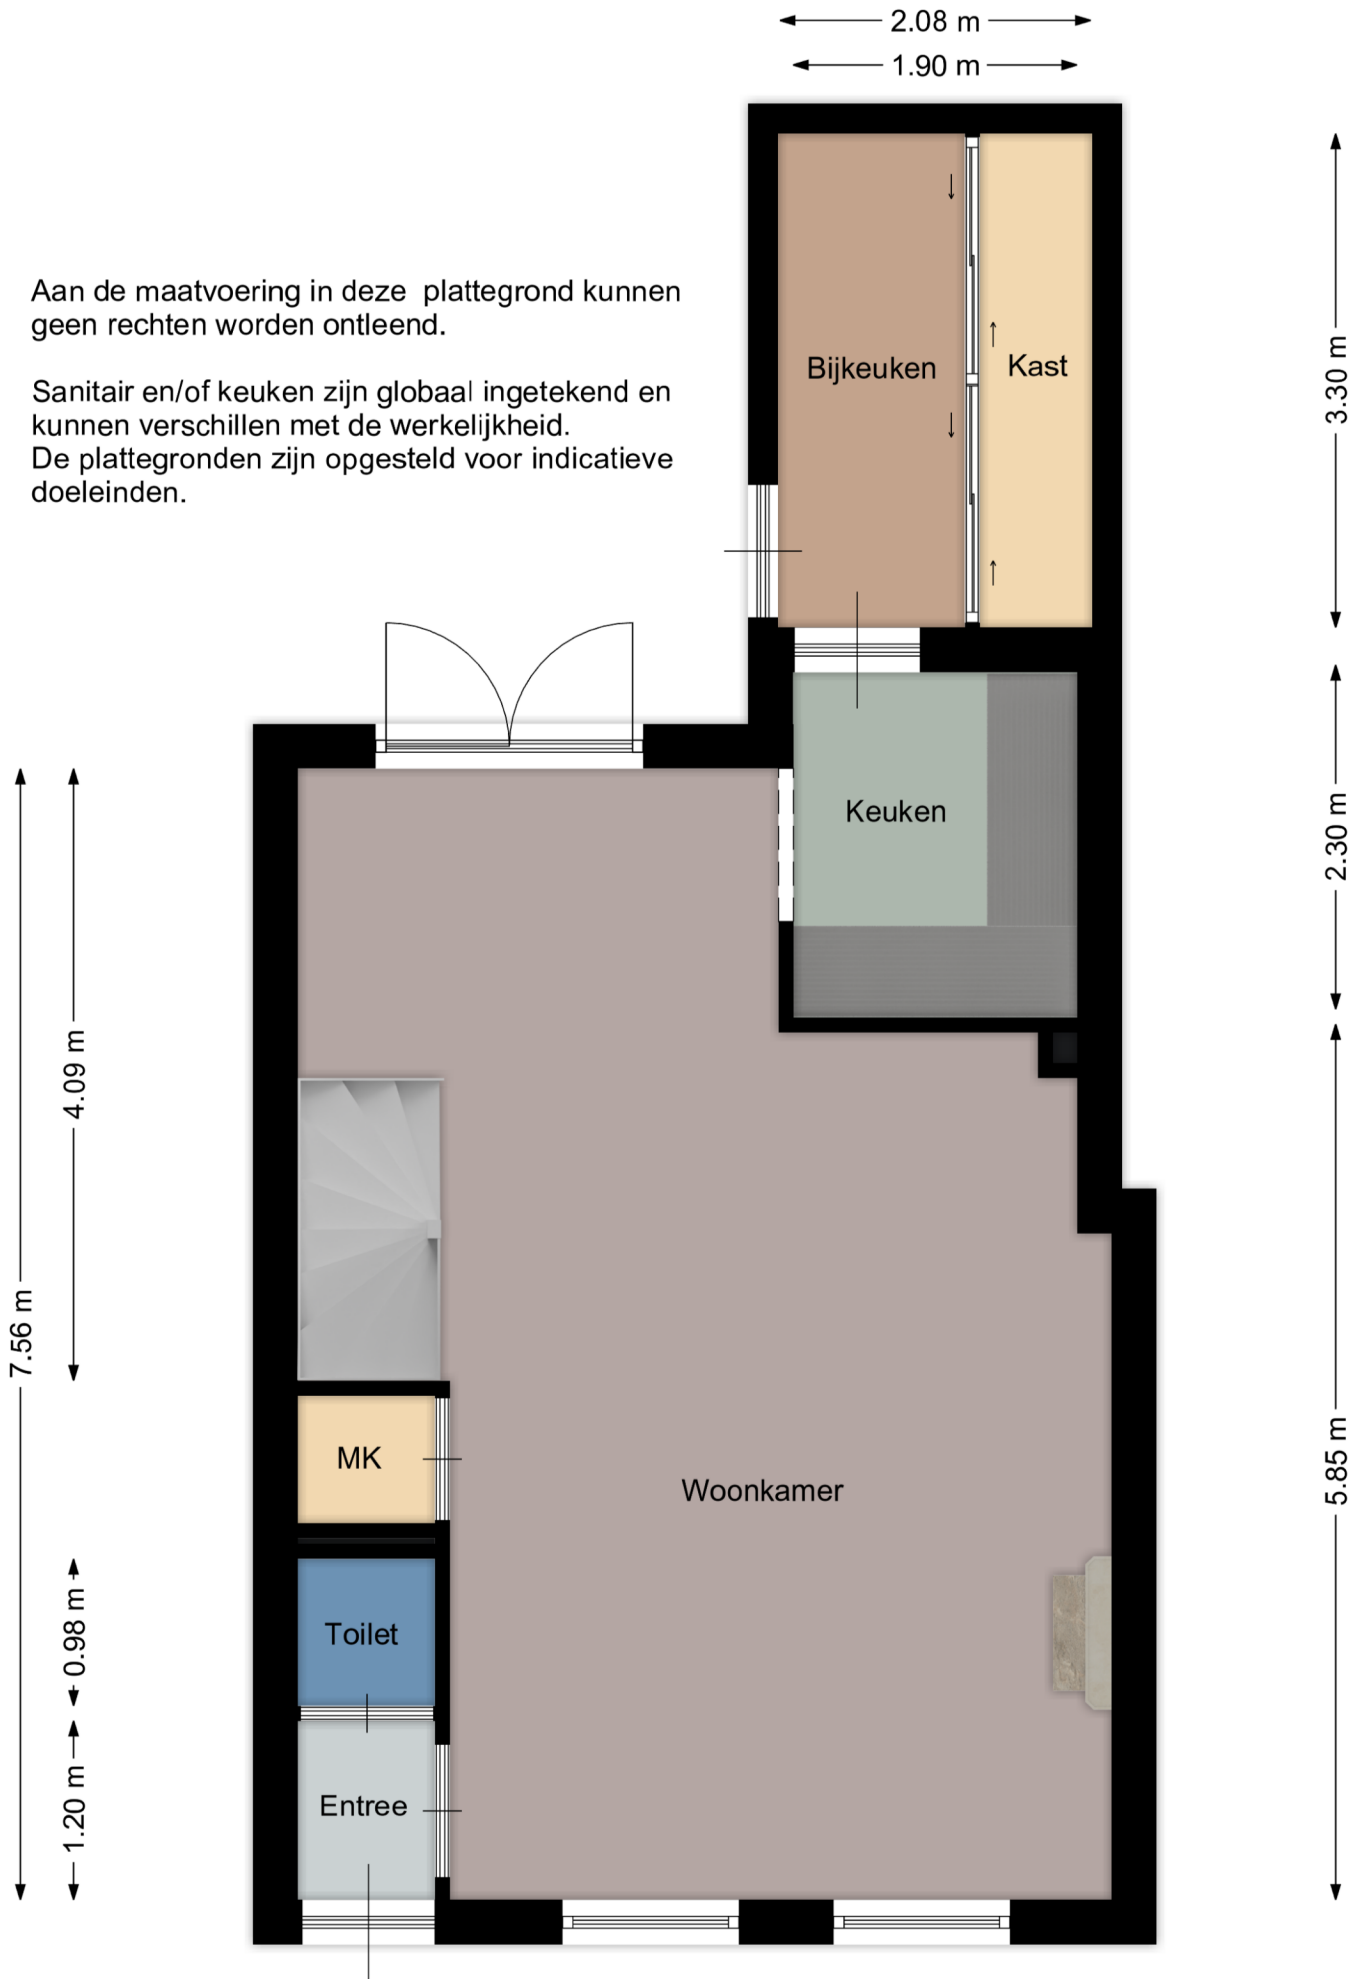 2.08 m
1.90 m
Aan de maatvoering in deze plattegrond kunnen
geen rechten worden ontleend.
Sanitair en/of keuken zijn globaal ingetekend en
kunnen verschillen met de werkelijkheid.
De plattegronden zijn opgesteld voor indicatieve
doeleinden.
Bijkeuken
Kast
3.30 m
Keuken
2.30 m
4.09 m
7.56 m
MK
Woonkamer
5.85 m
Toilet
0.98 m
Entree
1.20 m